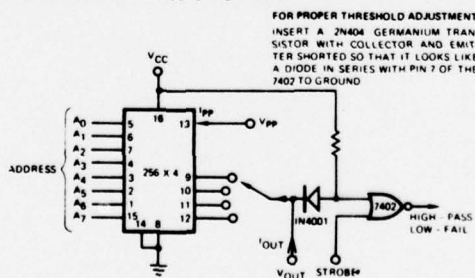 FOR PROPER THRESHOLD ADJUSTMENT
INSERT A 2N404 GERMANIUM TRAN
SISTOR WITH COLLECTOR AND EMIT
TER SHORTED SO THAT IT LOOKS LIKE
A DIODE IN SERIES WITH PIN 7 OF THE
7402 TO GROUND
VCC
16
13
IPP
VPP
ADDRESS
A0 5
A1 6
A2 7
A3 4
A4 3
A5 2
A6 1
A7 15
256 X 4
9
10
11
12
14 8
IN4001
7402
HIGH - PASS
LOW - FAIL
IOUT
VOUT
STROBE